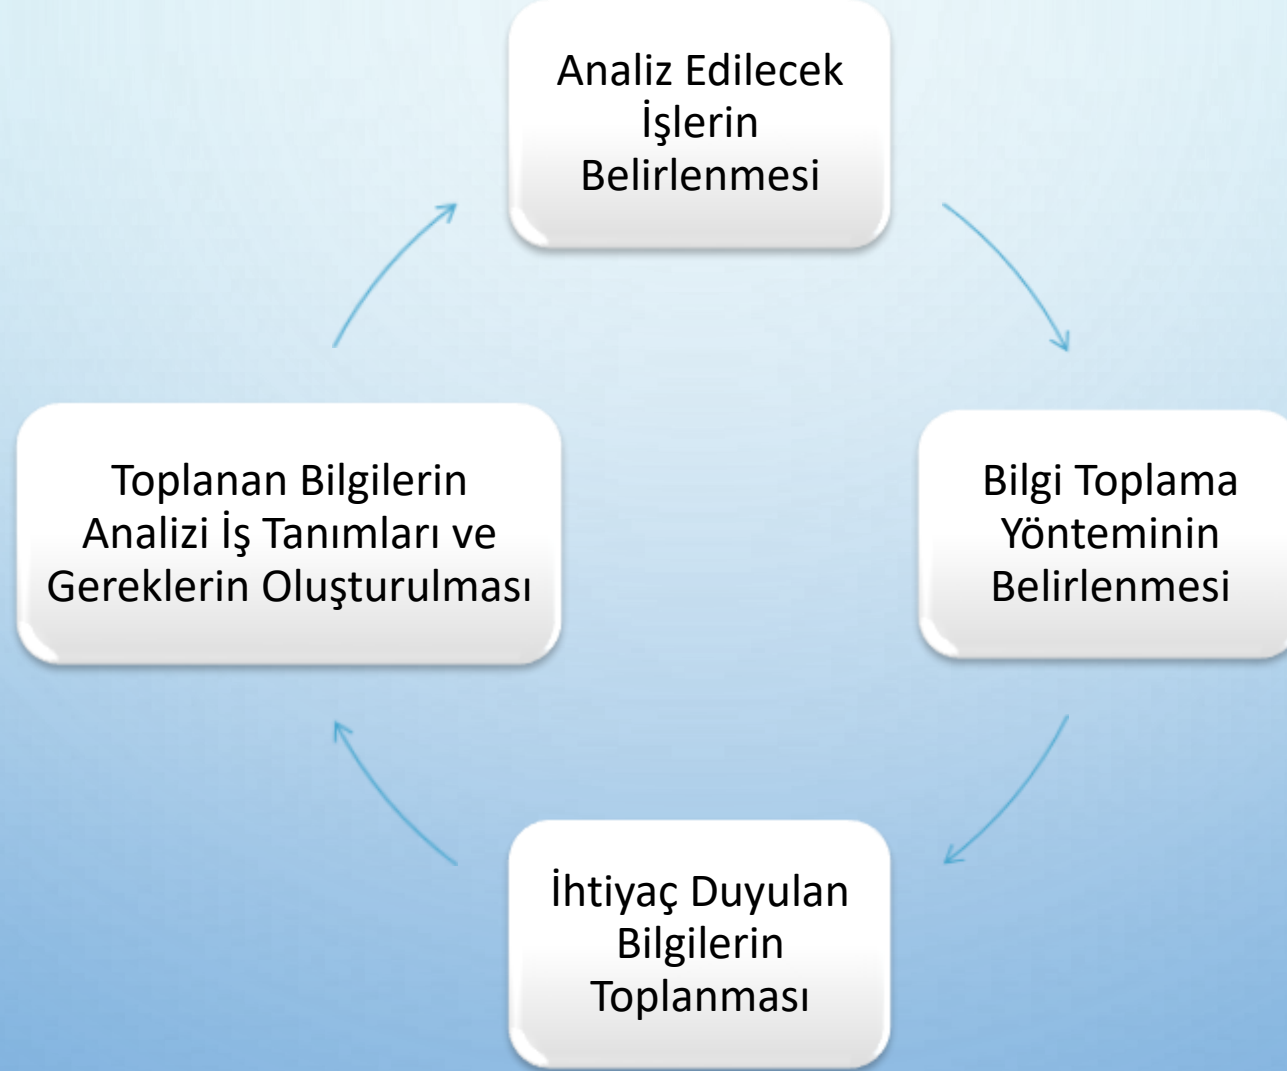 Analiz Edilecek
İşlerin
Belirlenmesi
Bilgi Toplama
Yönteminin
Belirlenmesi
İhtiyaç Duyulan
Bilgilerin
Toplanması
Toplanan Bilgilerin
Analizi İş Tanımları ve
Gereklerin Oluşturulması